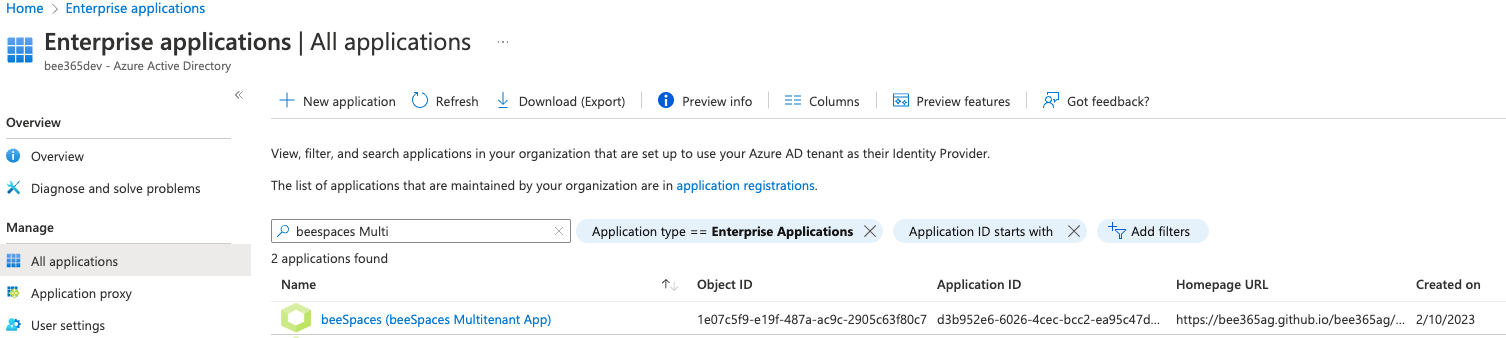 Home > Enterprise applications
Enterprise applications | All applications ...
bee365dev - Azure Active Directory
«
Overview
Overview
Diagnose and solve problems
Manage
All applications
Application proxy
User settings
New application Refresh Download (Export) Preview info Columns Preview features Got feedback?
View, filter, and search applications in your organization that are set up to use your Azure AD tenant as their Identity Provider.
The list of applications that are maintained by your organization are in application registrations.
beespaces Multi Application type == Enterprise Applications Application ID starts with Add filters
2 applications found
Name Object ID Application ID Homepage URL Created on
beeSpaces (beeSpaces Multitenant App) 1e07c5f9-e19f-487a-ac9c-2905c63f80c7 d3b952e6-6026-4cec-bcc2-ea95c47d... https://bee365ag.github.io/bee365ag/... 2/10/2023